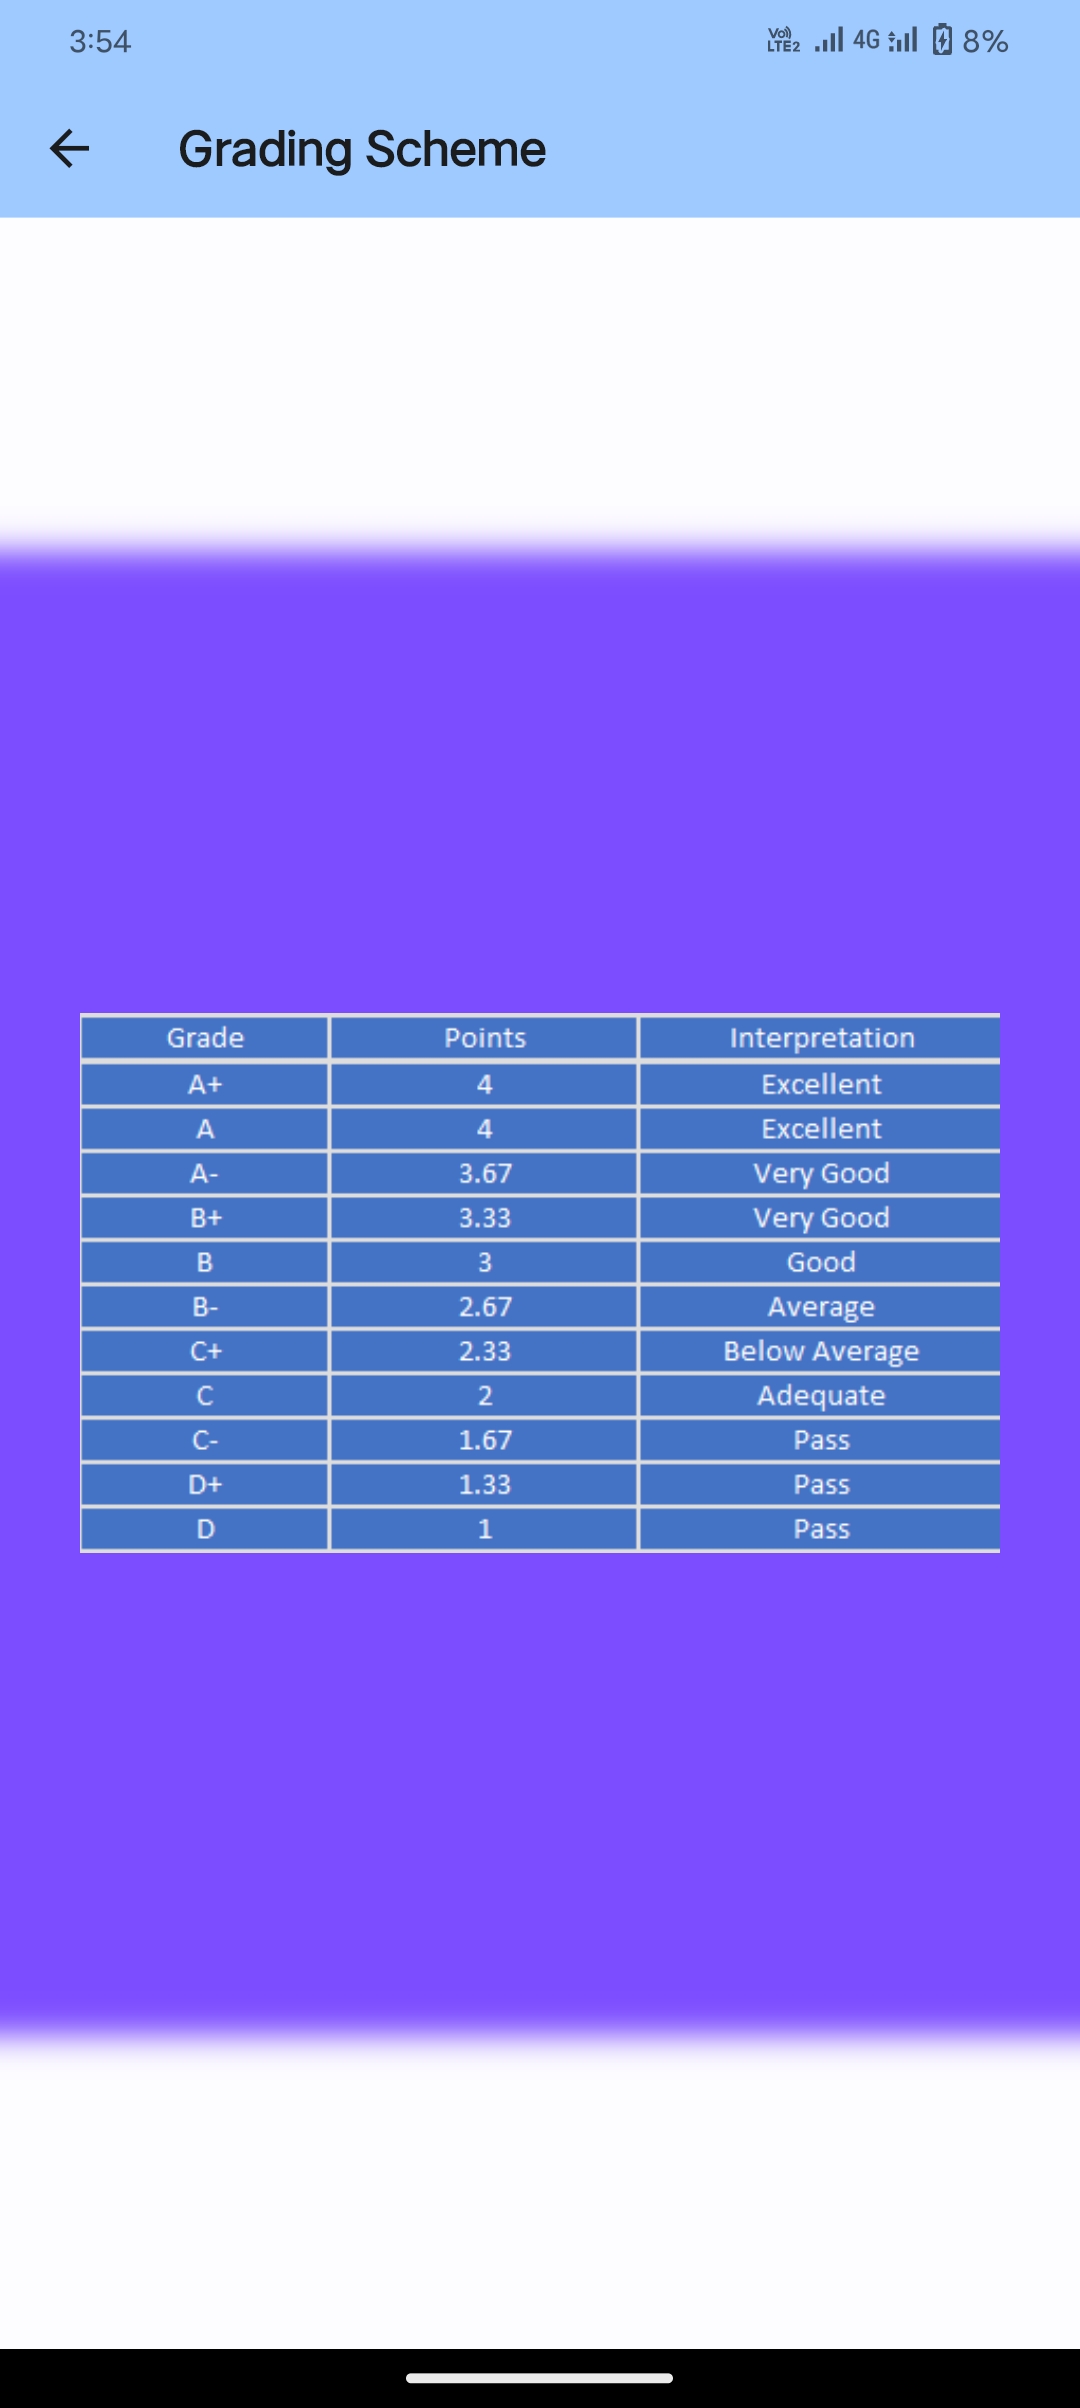 3:54 Vo)) LTE2 4G 8%
Grading Scheme
Grade Points Interpretation
A+ 4 Excellent
A 4 Excellent
A- 3.67 Very Good
B+ 3.33 Very Good
B 3 Good
B- 2.67 Average
C+ 2.33 Below Average
C 2 Adequate
C- 1.67 Pass
D+ 1.33 Pass
D 1 Pass